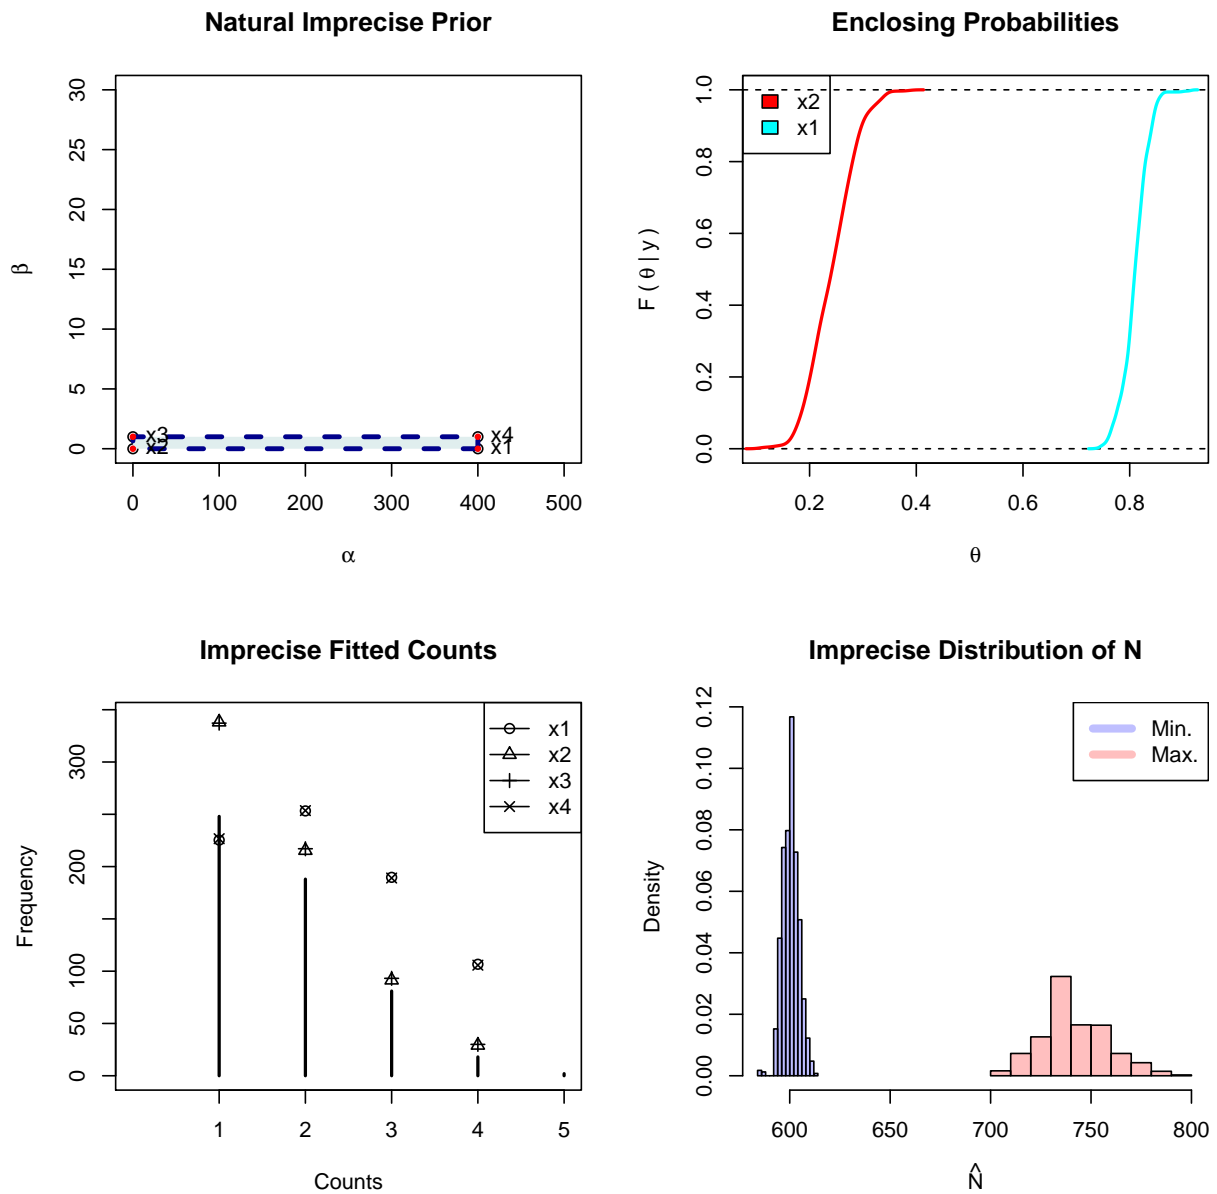 Natural Imprecise Prior
30
25
20
15
10
5
0
β
x3
x2
x4
x1
0 100 200 300 400 500
α
Enclosing Probabilities
x2
x1
1.0
0.8
0.6
0.4
0.2
0.0
F ( θ | y )
0.2 0.4 0.6 0.8
θ
Imprecise Fitted Counts
x1
x2
x3
x4
300
200
100
50
0
Frequency
1 2 3 4 5
Counts
Imprecise Distribution of N
Min.
Max.
0.12
0.10
0.08
0.06
0.04
0.02
0.00
Density
600 650 700 750 800
N̂